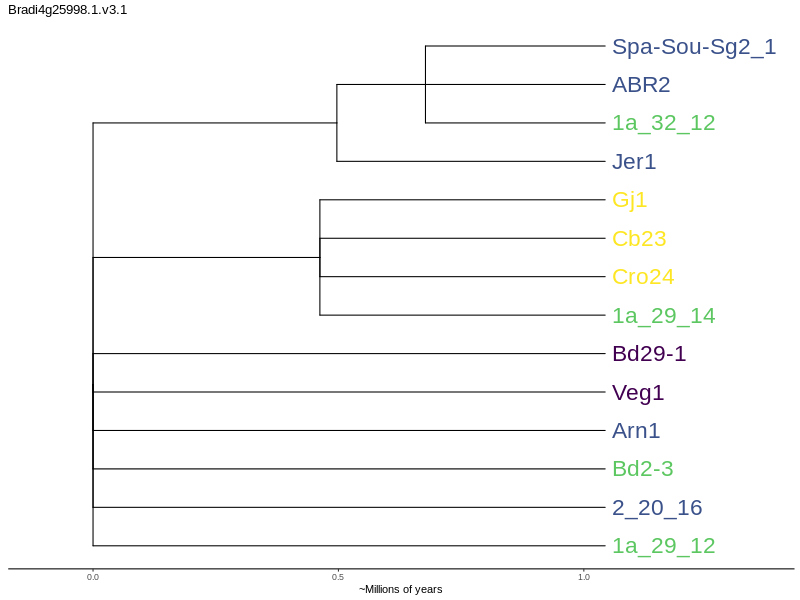 Bradi4g25998.1.v3.1
Spa-Sou-Sg2_1
ABR2
1a_32_12
Jer1
Gj1
Cb23
Cro24
1a_29_14
Bd29-1
Veg1
Arn1
Bd2-3
2_20_16
1a_29_12
0.0 0.5 1.0
~Millions of years